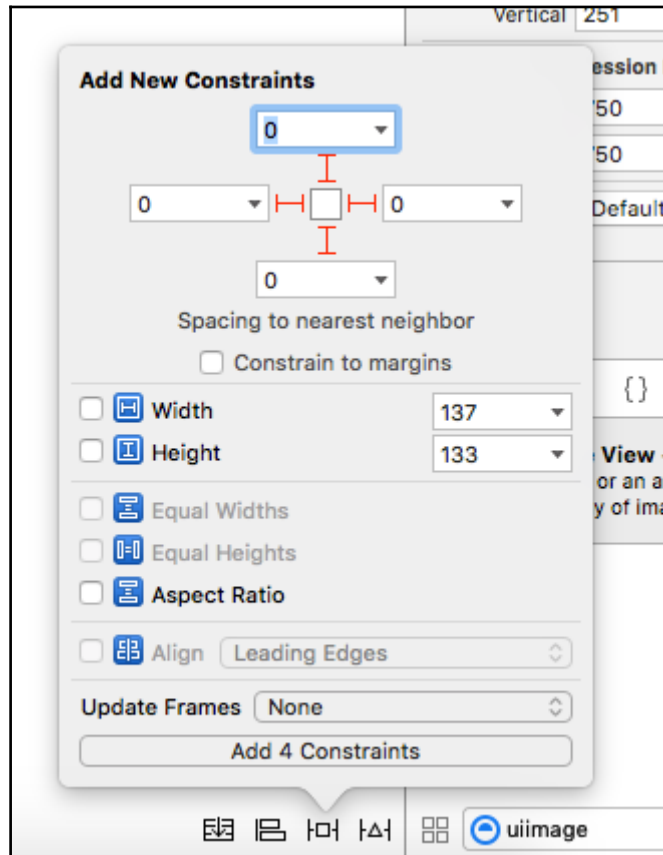 Vertical 251
Add New Constraints
ession
0
'50
'50
0 0
Default
0
Spacing to nearest neighbor
Constrain to margins
{}
Width 137
Height 133
View
or an a
y of ima
Equal Widths
Equal Heights
Aspect Ratio
Align Leading Edges
Update Frames None
Add 4 Constraints
uiimage